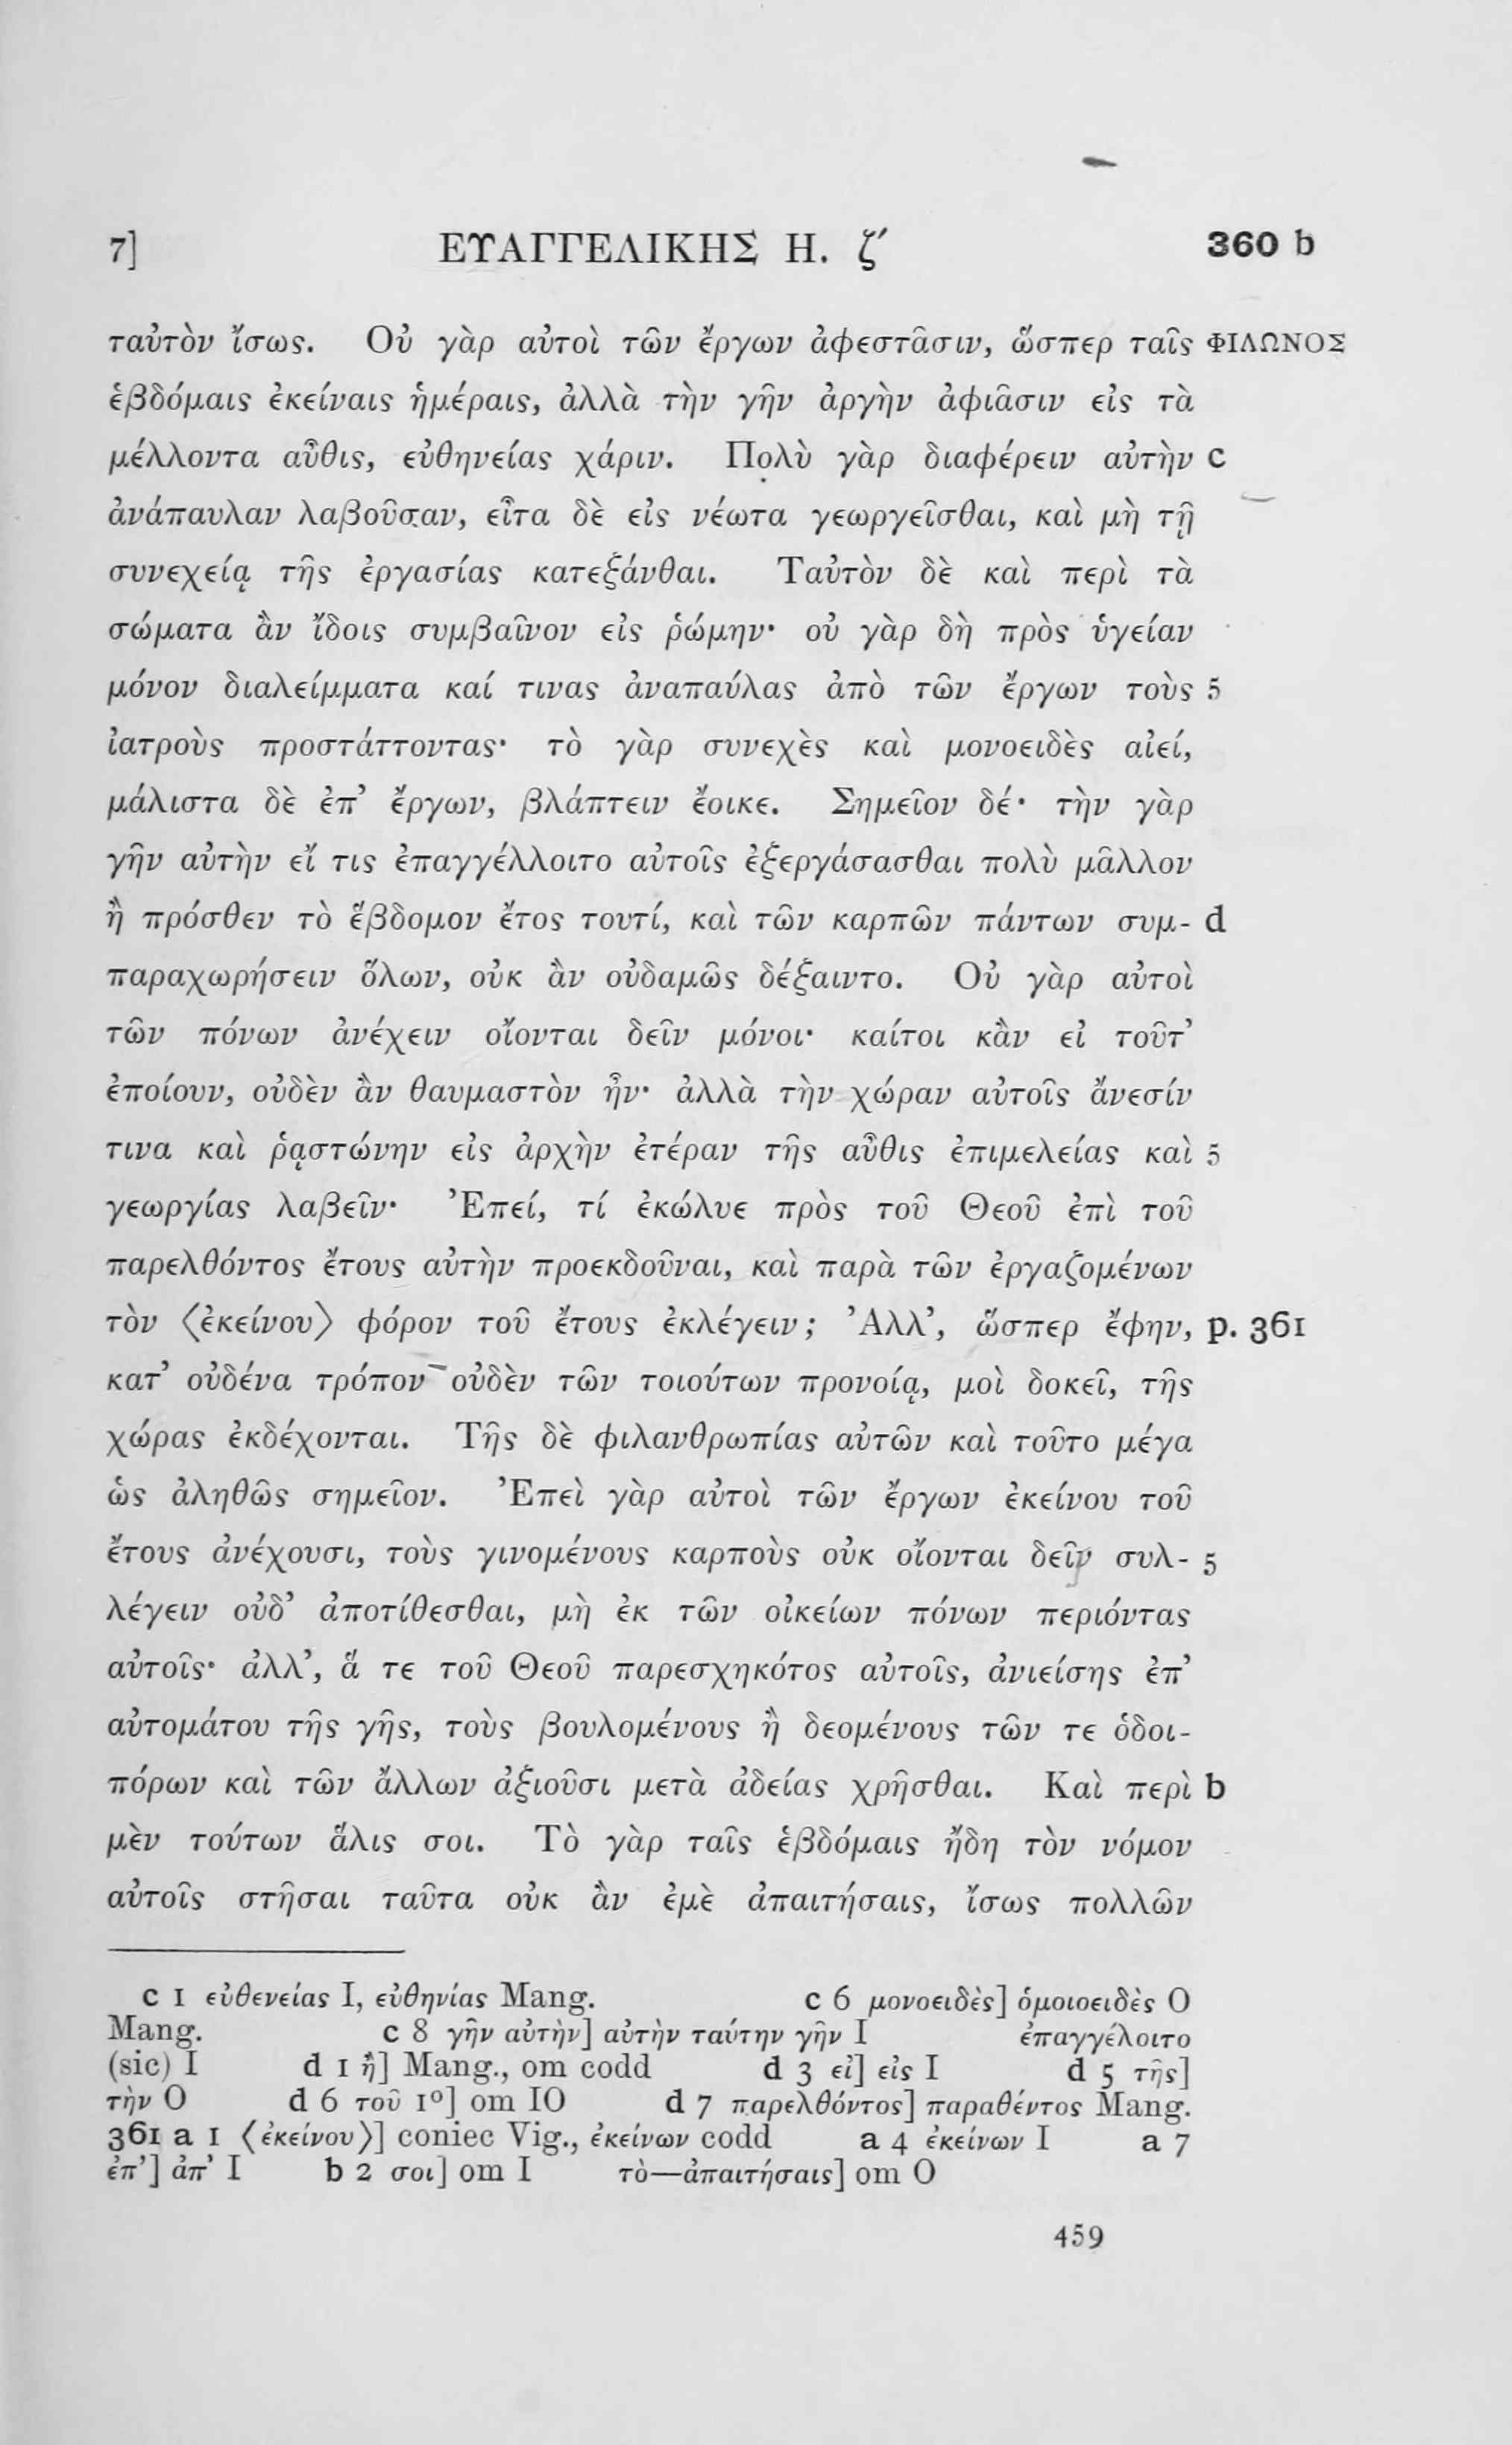 7] ΕΥΑΓΓΕΛΙΚΗΣ Η. ζʹ 360 b
ταὐτὸν ἴσως. Οὐ γὰρ αὐτοὶ τῶν ἔργων ἀφεστᾶσιν, ὥσπερ ταῖς ΦΙΛΩΝΟΣ
ἑβδόμαις ἐκείναις ἡμέραις, ἀλλὰ τὴν γῆν ἀργὴν ἀφιᾶσιν εἰς τὰ
μέλλοντα αὖθις, εὐθηνείας χάριν. Πολὺ γὰρ διαφέρειν αὐτὴν c
ἀνάπαυλαν λαβοῦσαν, εἶτα δὲ εἰς νέωτα γεωργεῖσθαι, καὶ μὴ τῇ
συνεχείᾳ τῆς ἐργασίας κατεξάνθαι. Ταὐτὸν δὲ καὶ περὶ τὰ
σώματα ἂν ἴδοις συμβαῖνον εἰς ῥώμην· οὐ γὰρ δὴ πρὸς ὑγείαν
μόνον διαλείμματα καί τινας ἀναπαύλας ἀπὸ τῶν ἔργων τοὺς 5
ἰατροὺς προστάττοντας· τὸ γὰρ συνεχὲς καὶ μονοειδὲς αἰεί,
μάλιστα δὲ ἐπ’ ἔργων, βλάπτειν ἔοικε. Σημεῖον δέ· τὴν γὰρ
γῆν αὐτὴν εἴ τις ἐπαγγέλλοιτο αὐτοῖς ἐξεργάσασθαι πολὺ μᾶλλον
ἢ πρόσθεν τὸ ἕβδομον ἔτος τουτί, καὶ τῶν καρπῶν πάντων συμ- d
παραχωρήσειν ὅλων, οὐκ ἂν οὐδαμῶς δέξαιντο. Οὐ γὰρ αὐτοὶ
τῶν πόνων ἀνέχειν οἴονται δεῖν μόνοι· καίτοι κἂν εἰ τοῦτ’
ἐποίουν, οὐδὲν ἂν θαυμαστὸν ἦν· ἀλλὰ τὴν χώραν αὐτοῖς ἄνεσίν
τινα καὶ ῥᾳστώνην εἰς ἀρχὴν ἑτέραν τῆς αὖθις ἐπιμελείας καὶ 5
γεωργίας λαβεῖν· Ἐπεί, τί ἐκώλυε πρὸς τοῦ Θεοῦ ἐπὶ τοῦ
παρελθόντος ἔτους αὐτὴν προεκδοῦναι, καὶ παρὰ τῶν ἐργαζομένων
τὸν ⟨ἐκείνου⟩ φόρον τοῦ ἔτους ἐκλέγειν; Ἀλλ’, ὥσπερ ἔφην, p. 361
κατ’ οὐδένα τρόπον οὐδὲν τῶν τοιούτων προνοίᾳ, μοὶ δοκεῖ, τῆς
χώρας ἐκδέχονται. Τῆς δὲ φιλανθρωπίας αὐτῶν καὶ τοῦτο μέγα
ὡς ἀληθῶς σημεῖον. Ἐπεὶ γὰρ αὐτοὶ τῶν ἔργων ἐκείνου τοῦ
ἔτους ἀνέχουσι, τοὺς γινομένους καρποὺς οὐκ οἴονται δεῖν συλ- 5
λέγειν οὐδ’ ἀποτίθεσθαι, μὴ ἐκ τῶν οἰκείων πόνων περιόντας
αὐτοῖς· ἀλλ’, ἅ τε τοῦ Θεοῦ παρεσχηκότος αὐτοῖς, ἀνιείσης ἐπ’
αὐτομάτου τῆς γῆς, τοὺς βουλομένους ἢ δεομένους τῶν τε ὁδοι-
πόρων καὶ τῶν ἄλλων ἀξιοῦσι μετὰ ἀδείας χρῆσθαι. Καὶ περὶ b
μὲν τούτων ἅλις σοι. Τὸ γὰρ ταῖς ἑβδόμαις ἤδη τὸν νόμον
αὐτοῖς στῆσαι ταῦτα οὐκ ἂν ἐμὲ ἀπαιτήσαις, ἴσως πολλῶν
c 1 εὐθενείας I, εὐθηνίας Mang. c 6 μονοειδὲς] ὁμοιοειδὲς O
Mang. c 8 γῆν αὐτὴν] αὐτὴν ταύτην γῆν I ἐπαγγέλοιτο
(sic) I d 1 ἢ] Mang., om codd d 3 εἰ] εἰς I d 5 τῆς]
τὴν O d 6 τοῦ 1°] om IO d 7 παρελθόντος] παραθέντος Mang.
361 a 1 ⟨ἐκείνου⟩] coniec Vig., ἐκείνων codd a 4 ἐκείνων I a 7
ἐπ’] ἀπ’ I b 2 σοι] om I τὸ—ἀπαιτήσαις] om O
459